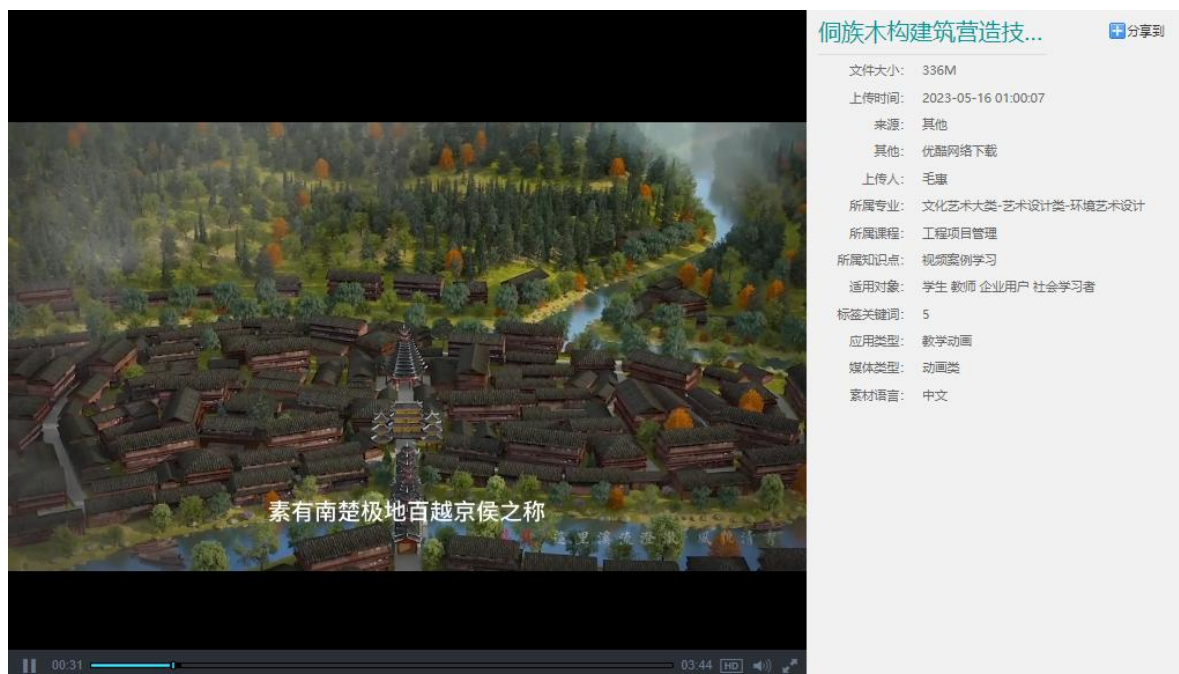 侗族木构建筑营造技...
分享到
文件大小: 336M
上传时间: 2023-05-16 01:00:07
来源: 其他
其他: 优酷网络下载
上传人: 毛惠
所属专业: 文化艺术大类-艺术设计类-环境艺术设计
所属课程: 工程项目管理
所属知识点: 视频案例学习
适用对象: 学生 教师 企业用户 社会学习者
标签关键词: 5
应用类型: 教学动画
媒体类型: 动画类
素材语言: 中文
素有南楚极地百越京侯之称
这里溪夜澄澈
00:31
03:44 HD